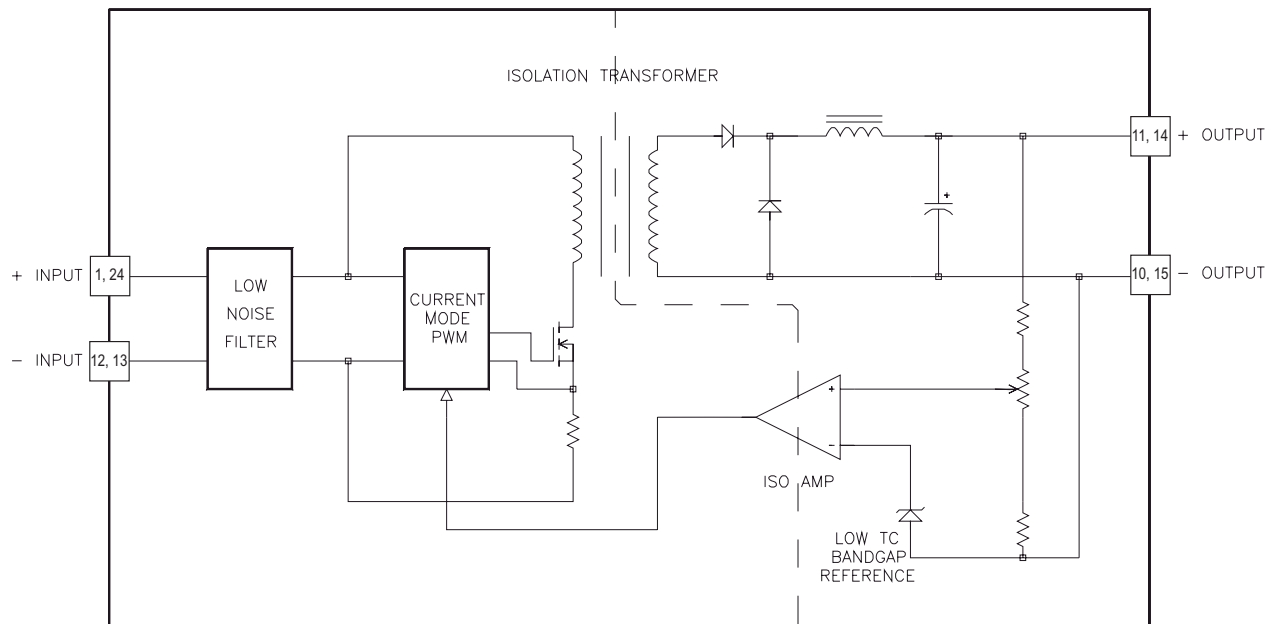 ISOLATION TRANSFORMER
11, 14 + OUTPUT
10, 15 − OUTPUT
+ INPUT 1, 24
− INPUT 12, 13
LOW
NOISE
FILTER
CURRENT
MODE
PWM
+
+
−
ISO AMP
LOW TC
BANDGAP
REFERENCE